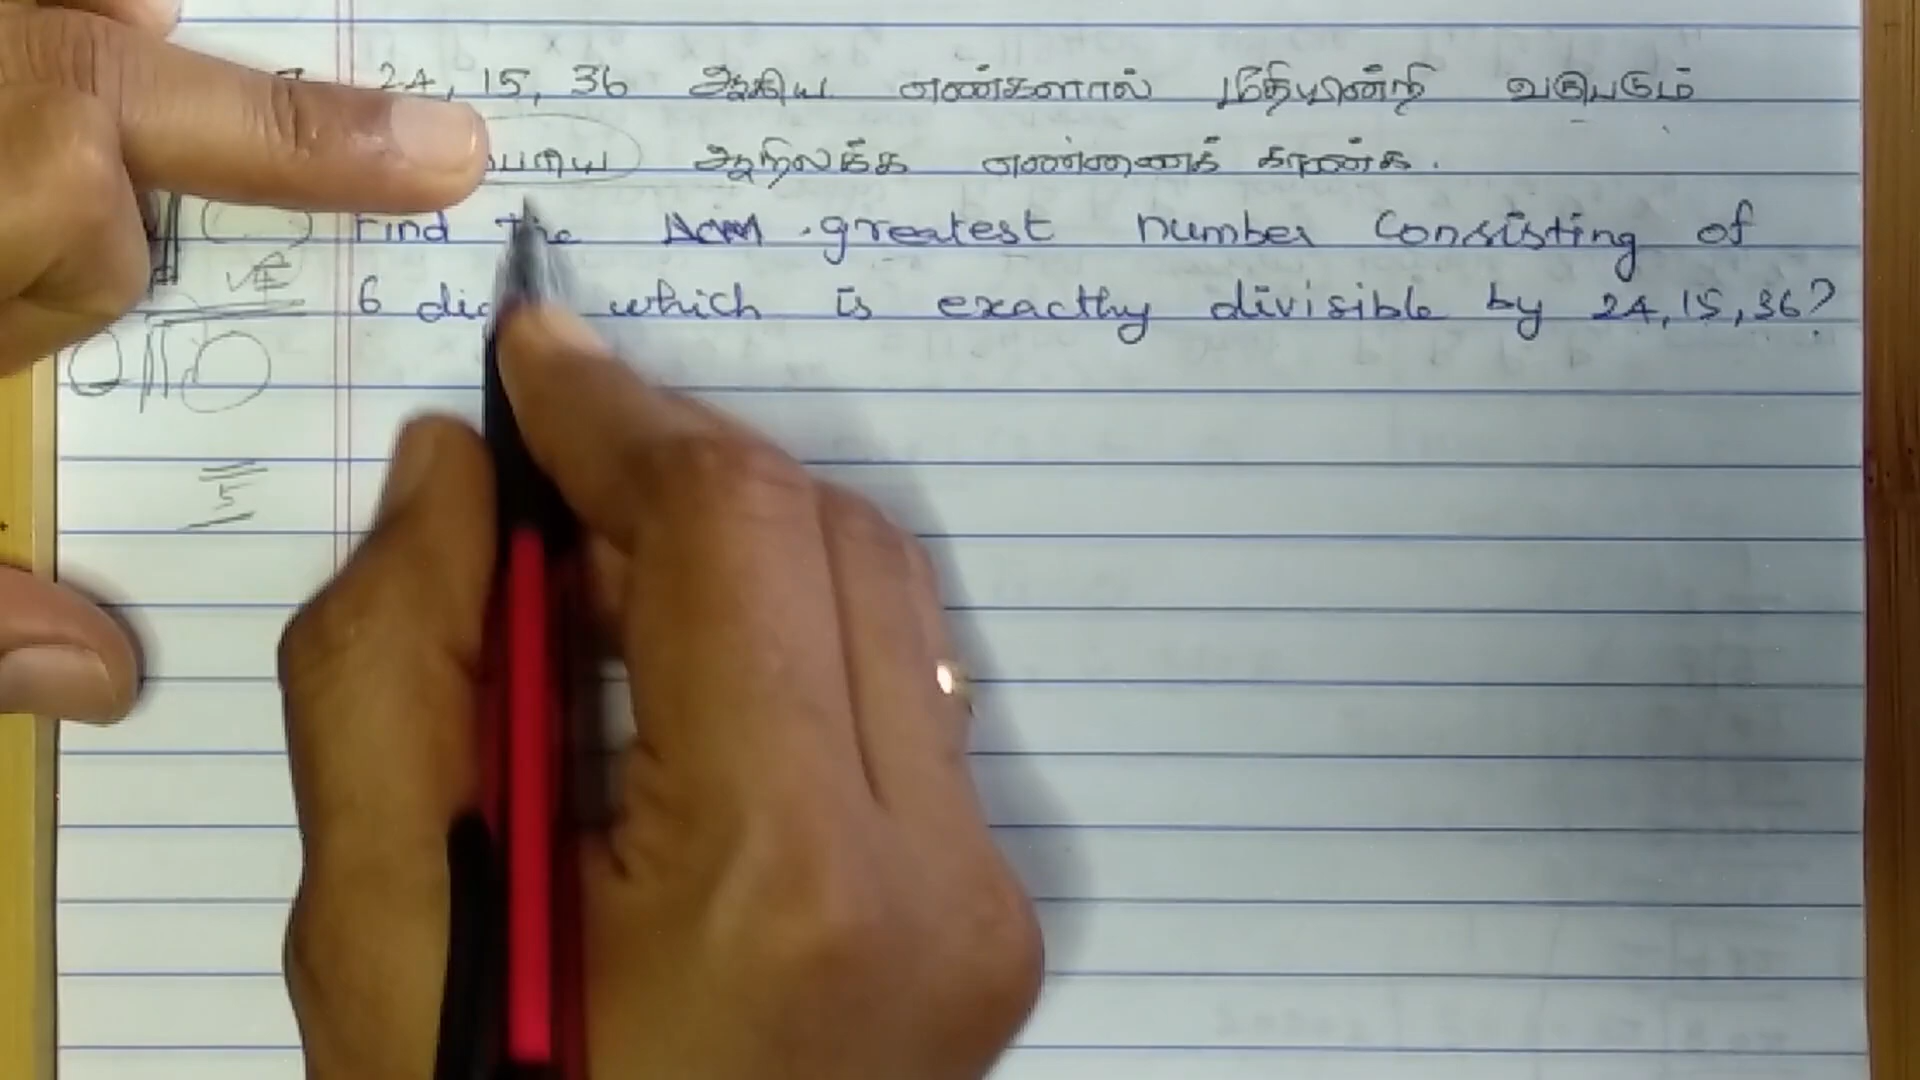 24, 15, 36 ஆகிய எண்களால் மீதியின்றி வகுபடும்
ஆறிலக்க எண்ணைக் காண்க.
Find the greatest number Consisting of
6 which is exactly divisible by 24, 15, 36?
5